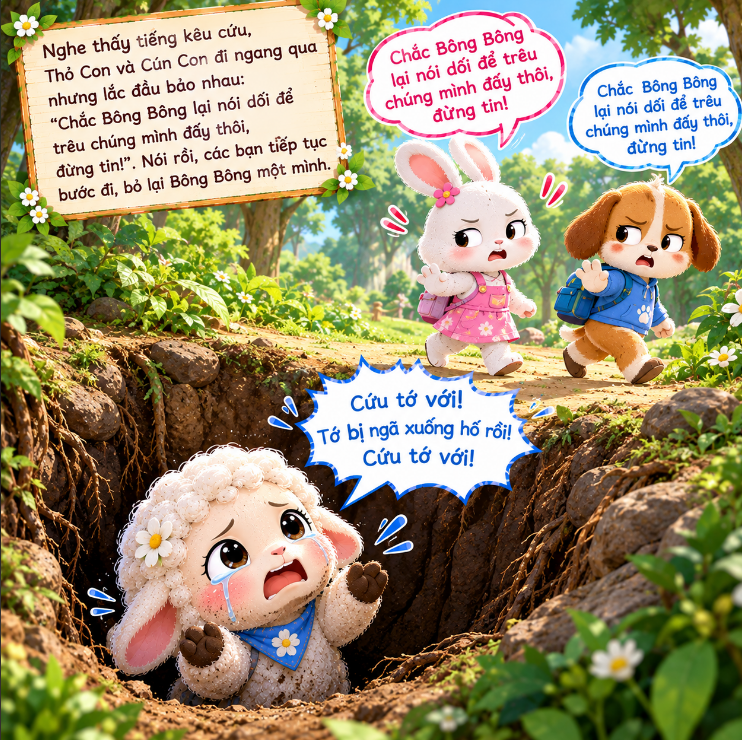 Nghe thấy tiếng kêu cứu,
Thỏ Con và Cún Con đi ngang qua
nhưng lắc đầu bảo nhau:
“Chắc Bông Bông lại nói dối để
trêu chúng mình đấy thôi,
đừng tin!”. Nói rồi, các bạn tiếp tục
bước đi, bỏ lại Bông Bông một mình.
Chắc Bông Bông
lại nói dối để trêu
chúng mình đấy thôi,
đừng tin!
Chắc Bông Bông
lại nói dối để trêu
chúng mình đấy thôi,
đừng tin!
Cứu tớ với!
Tớ bị ngã xuống hố rồi!
Cứu tớ với!